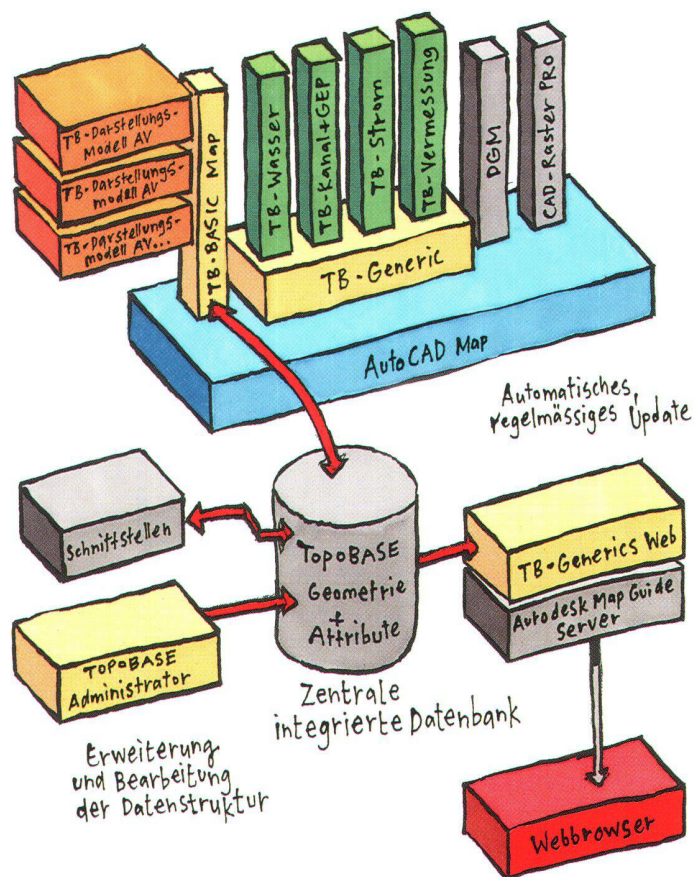 TB-Darstellungs-
Modell AV
TB-Darstellungs-
modell AV
TB-Darstellungs-
modell AV...
TB-BASIC Map
TB-Wasser
TB-Kanal+GEP
TB-Strom
TB-Vermessung
DGM
CAD-Raster PRO
TB-Generic
AutoCAD Map
Automatisches,
regelmässiges Update
Schnittstellen
TOPOBASE
Geometrie
+
Attribute
TB-Generics Web
Autodesk Map Guide
Server
TOPOBASE
Administrator
Zentrale
integrierte Datenbank
Erweiterung
und Bearbeitung
der Datenstruktur
Webbrowser